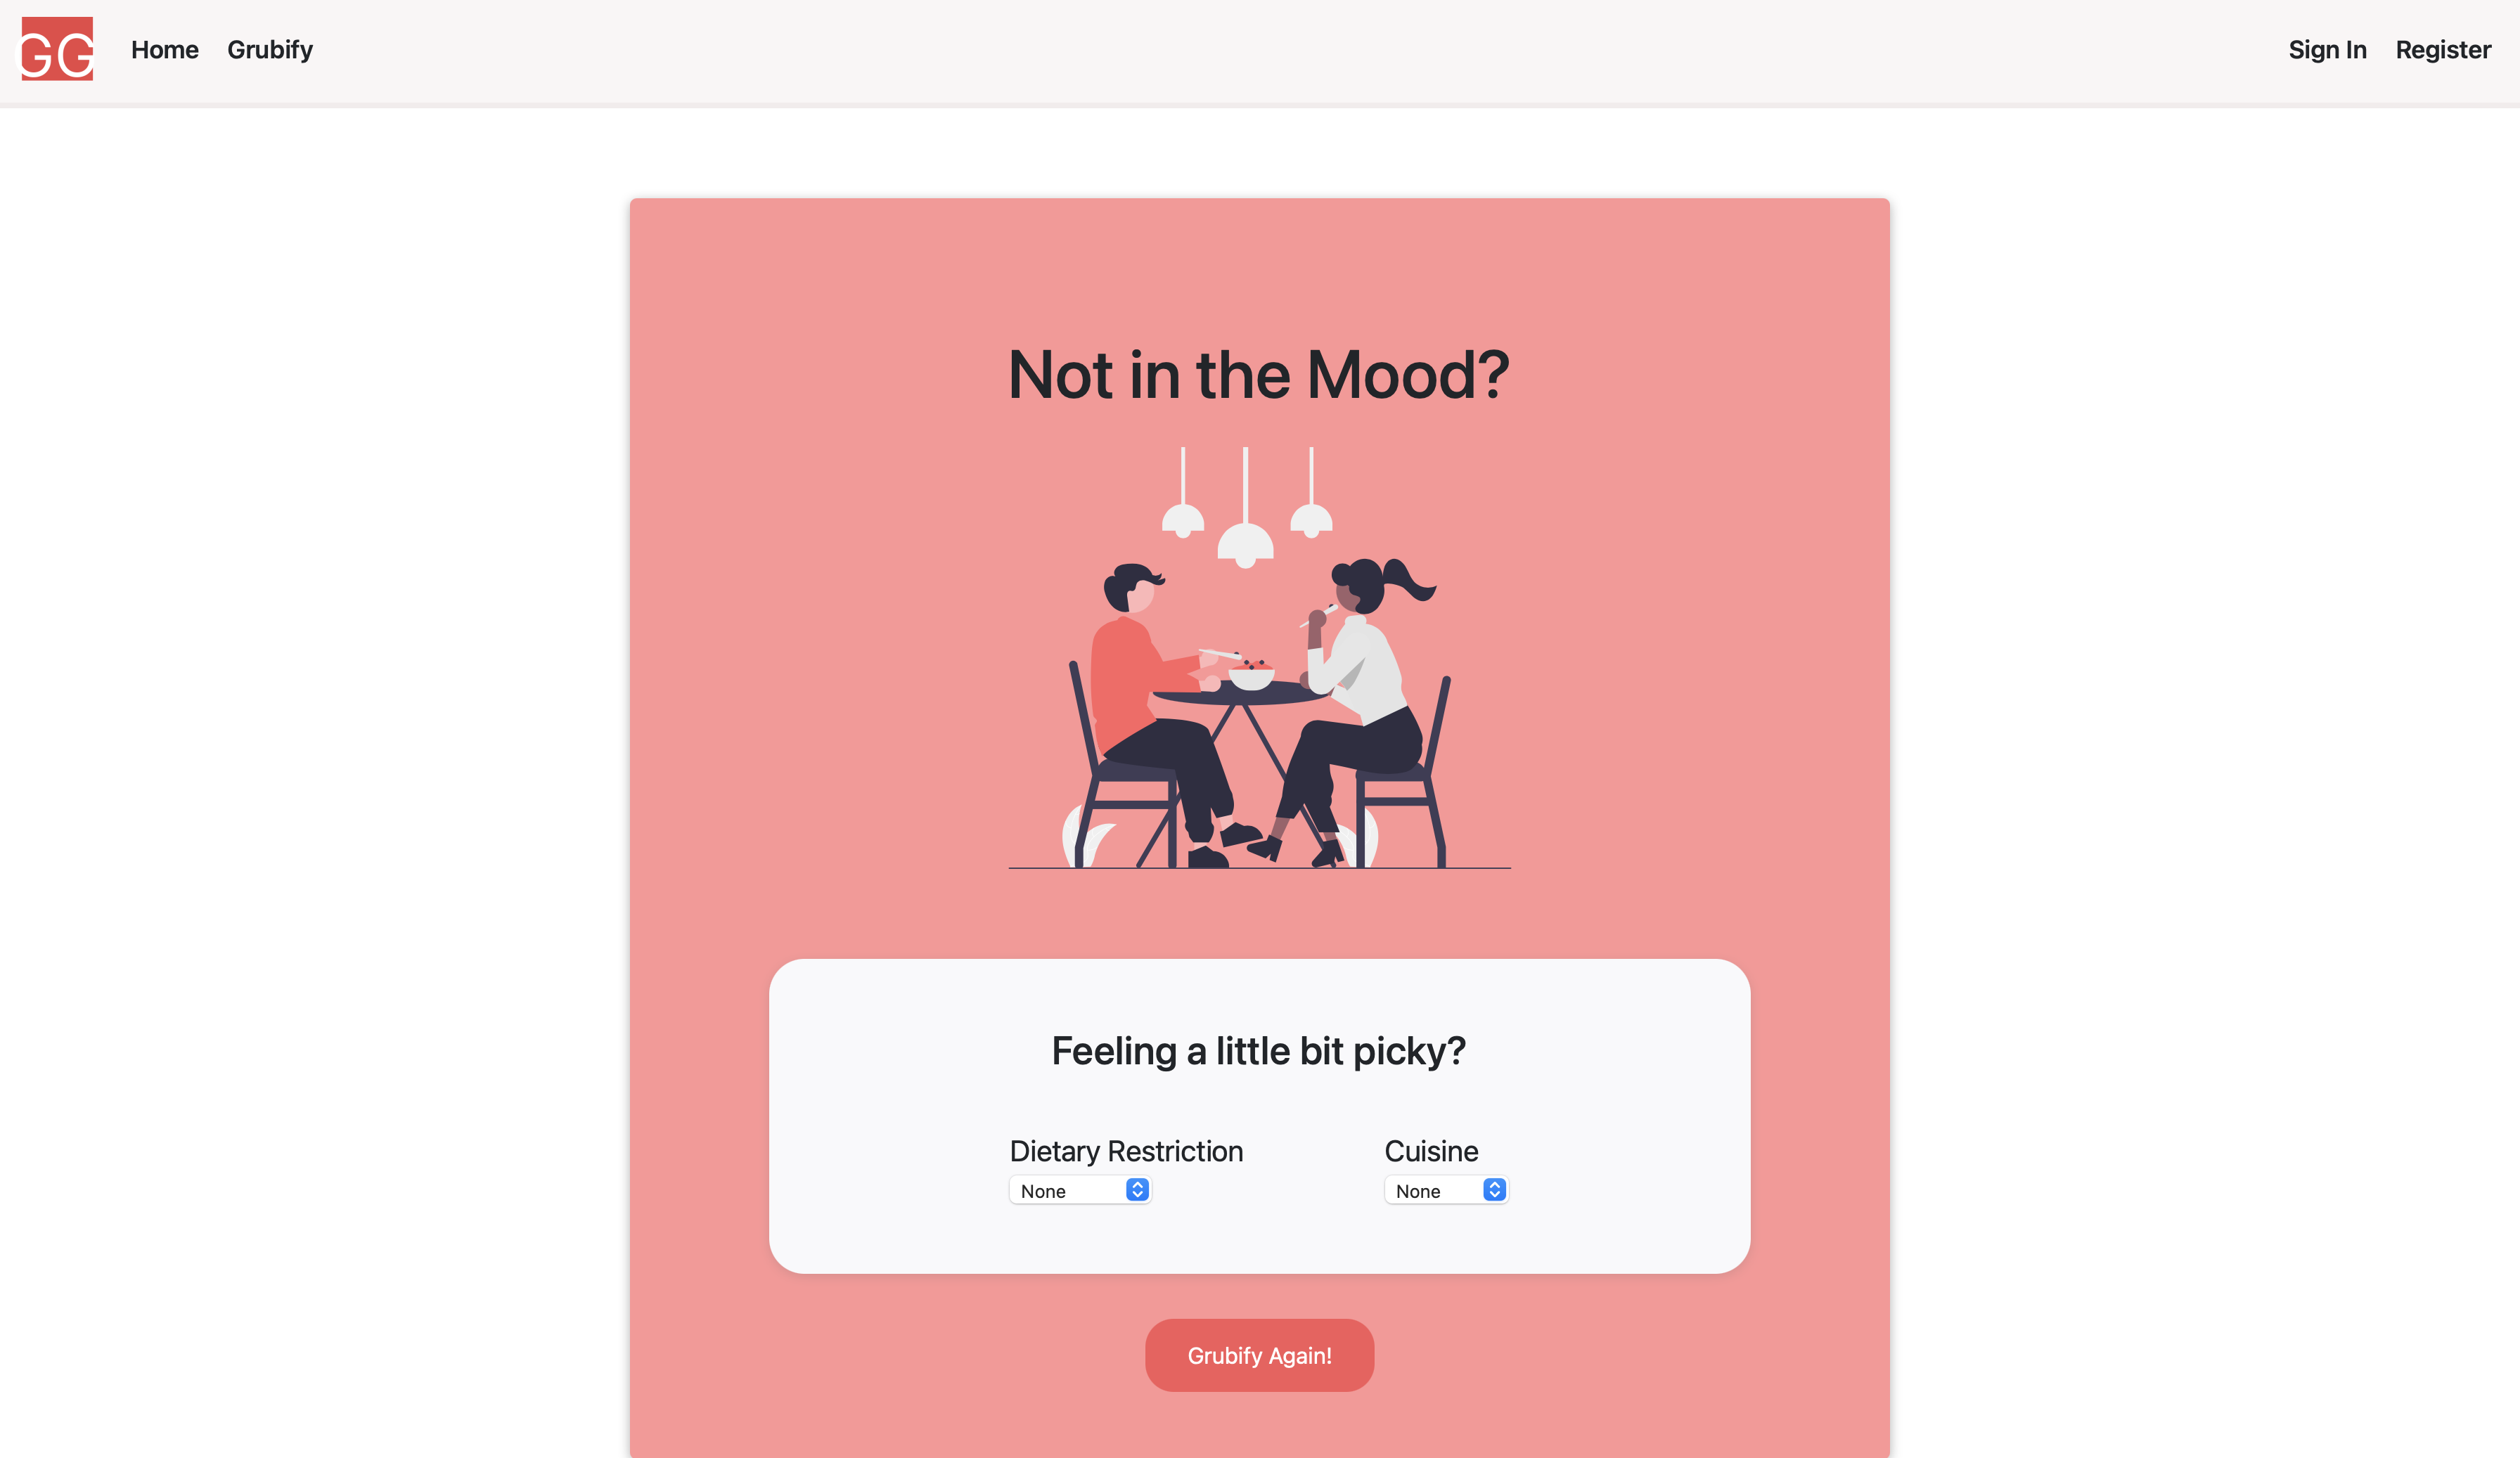 GG Home Grubify Sign In Register
Not in the Mood?
Feeling a little bit picky?
Dietary Restriction Cuisine
None None
Grubify Again!